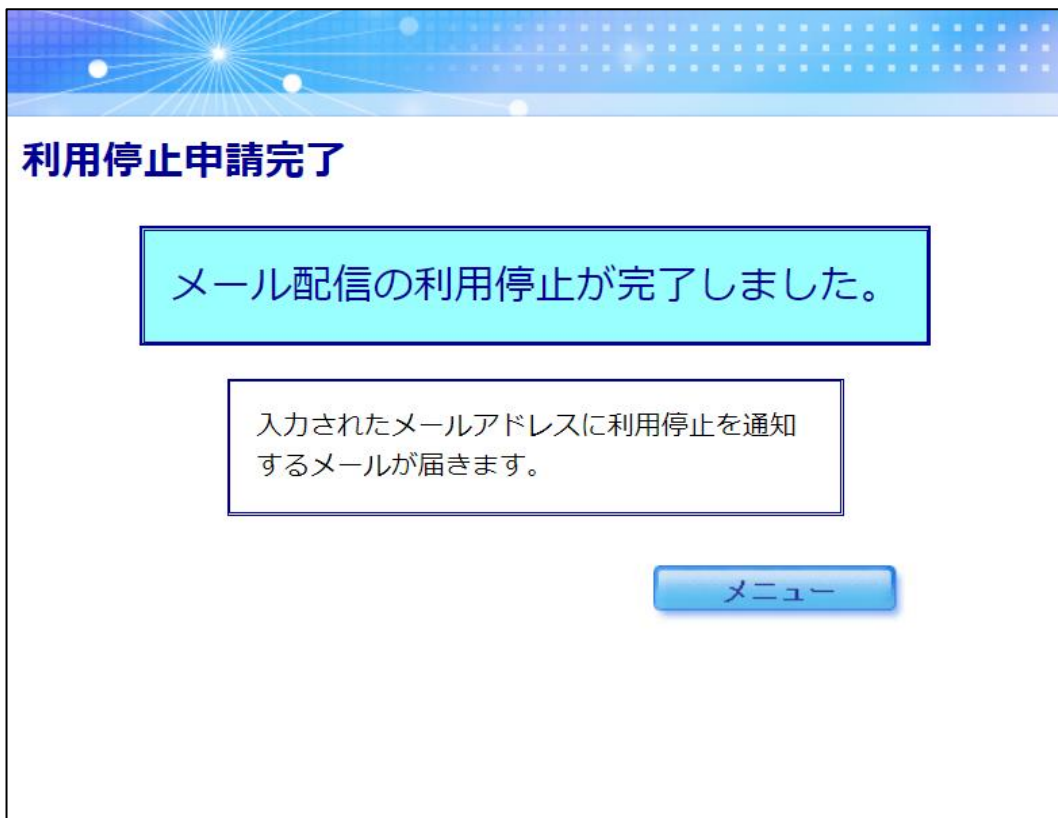 利用停止申請完了
メール配信の利用停止が完了しました。
入力されたメールアドレスに利用停止を通知
するメールが届きます。
メニュー